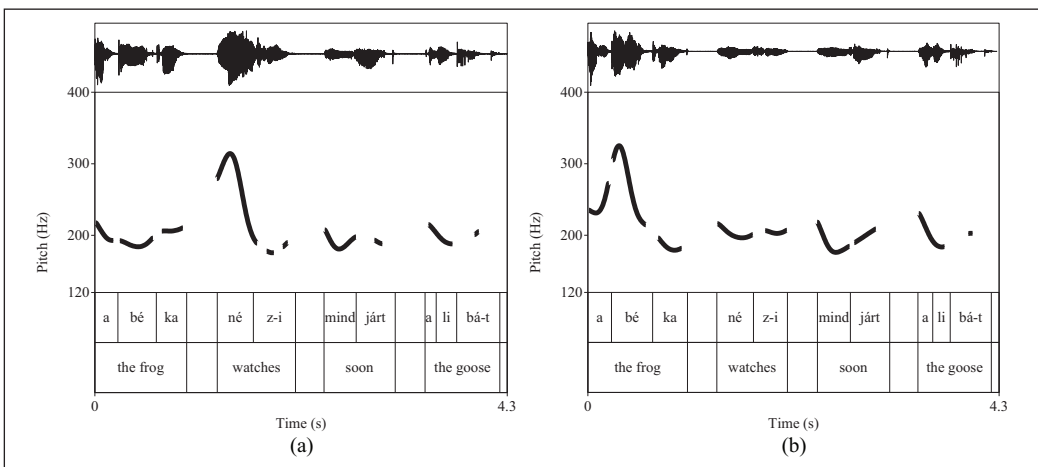 400
300
200
120
Pitch (Hz)
a bé ka né z-i mind járt a li bá-t
the frog watches soon the goose
0 4.3
Time (s)
(a)
400
300
200
120
Pitch (Hz)
a bé ka né z-i mind járt a li bá-t
the frog watches soon the goose
0 4.3
Time (s)
(b)